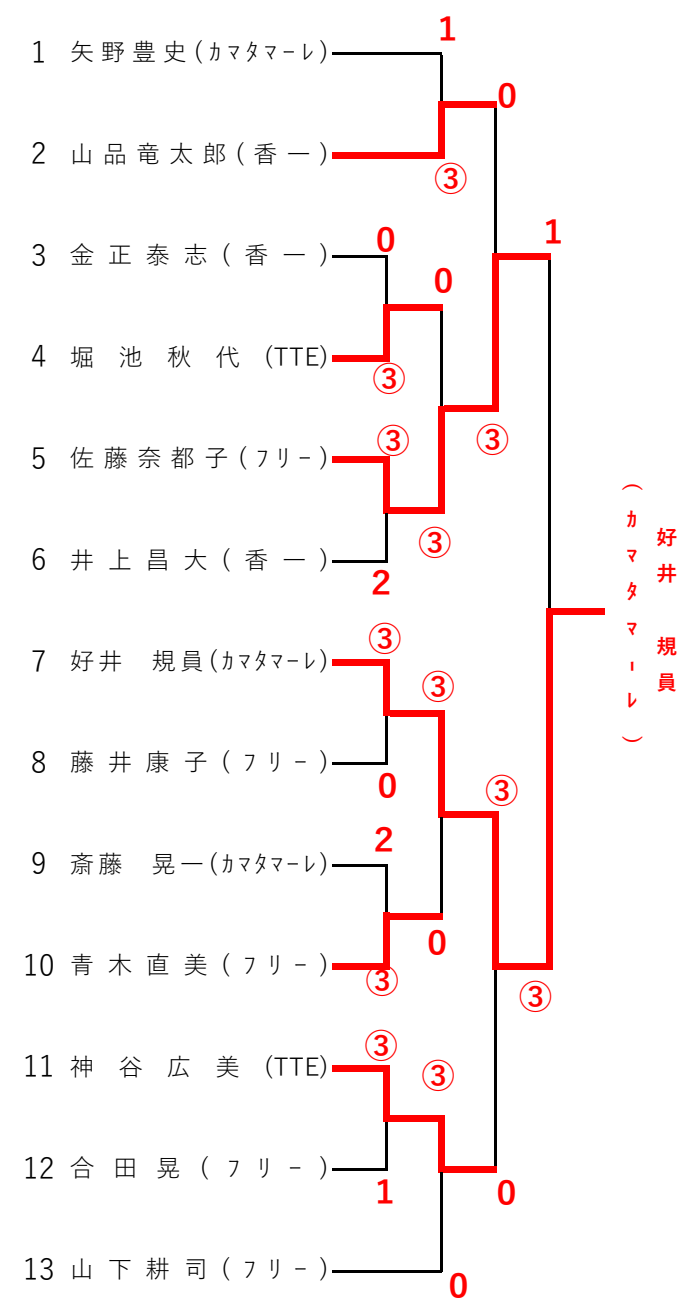 1
1 矢野豊史(ｶﾏﾀﾏｰﾚ)
0
2 山品竜太郎(香一)
③
1
0
3 金正泰志(香一)
0
4 堀池秋代(TTE)
③
③
③
5 佐藤奈都子(ﾌﾘｰ)
③
6 井上昌大(香一)
2
好井 規員
(ｶﾏﾀﾏｰﾚ)
③
7 好井 規員(ｶﾏﾀﾏｰﾚ)
③
8 藤井康子(ﾌﾘｰ)
0
③
2
9 斎藤 晃一(ｶﾏﾀﾏｰﾚ)
0
10 青木直美(ﾌﾘｰ)
③
③
③
11 神谷広美(TTE)
③
12 合田晃(ﾌﾘｰ)
1
0
13 山下耕司(ﾌﾘｰ)
0